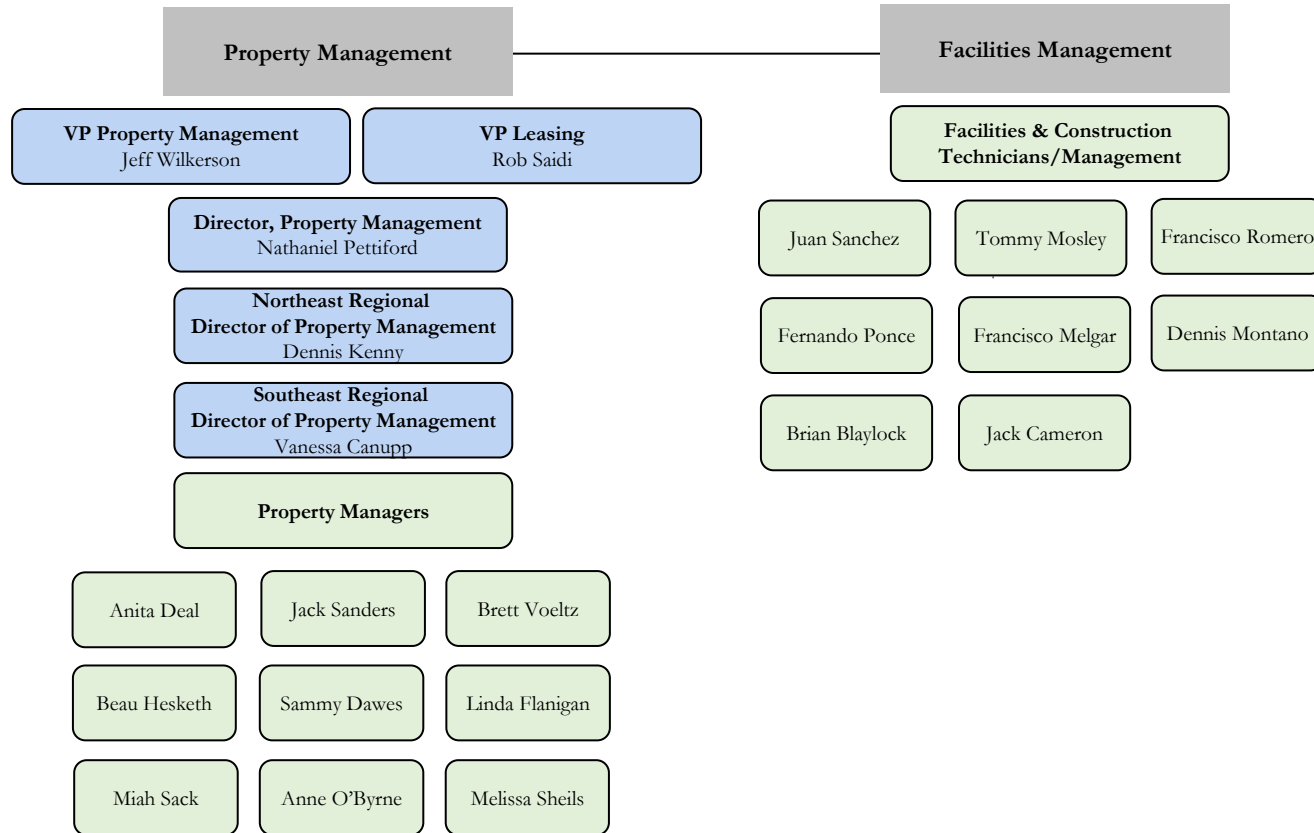 Property Management
Facilities Management
VP Property Management
Jeff Wilkerson
VP Leasing
Rob Saidi
Director, Property Management
Nathaniel Pettiford
Northeast Regional
Director of Property Management
Dennis Kenny
Southeast Regional
Director of Property Management
Vanessa Canupp
Property Managers
Anita Deal
Jack Sanders
Brett Voeltz
Beau Hesketh
Sammy Dawes
Linda Flanigan
Miah Sack
Anne O’Byrne
Melissa Sheils
Facilities & Construction
Technicians/Management
Juan Sanchez
Tommy Mosley
Francisco Romero
Fernando Ponce
Francisco Melgar
Dennis Montano
Brian Blaylock
Jack Cameron